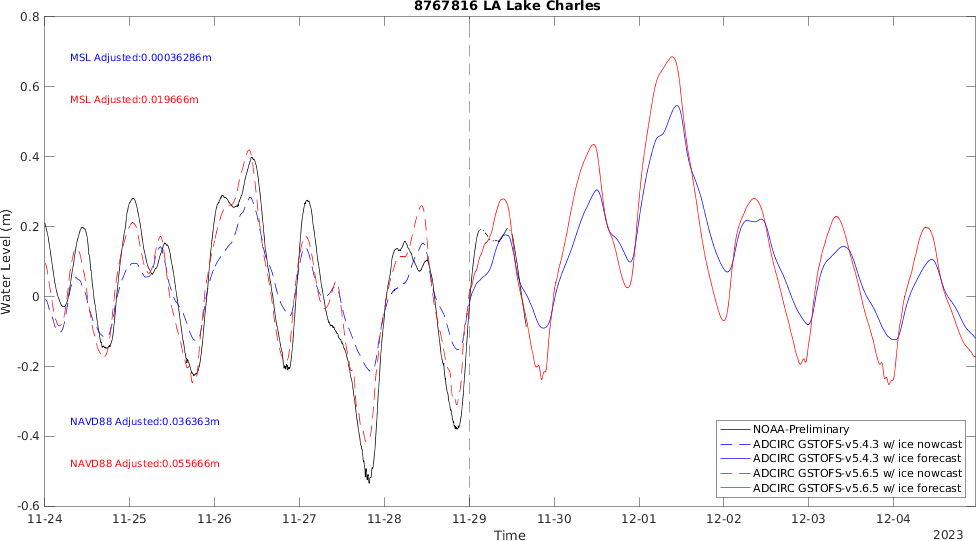 8767816 LA Lake Charles
0.8
MSL Adjusted:0.00036286m
MSL Adjusted:0.019666m
0.6
0.4
0.2
0
-0.2
-0.4
-0.6
Water Level (m)
NAVD88 Adjusted:0.036363m
NAVD88 Adjusted:0.055666m
NOAA-Preliminary
ADCIRC GSTOFS-v5.4.3 w/ ice nowcast
ADCIRC GSTOFS-v5.4.3 w/ ice forecast
ADCIRC GSTOFS-v5.6.5 w/ ice nowcast
ADCIRC GSTOFS-v5.6.5 w/ ice forecast
11-24 11-25 11-26 11-27 11-28 11-29 11-30 12-01 12-02 12-03 12-04
Time
2023